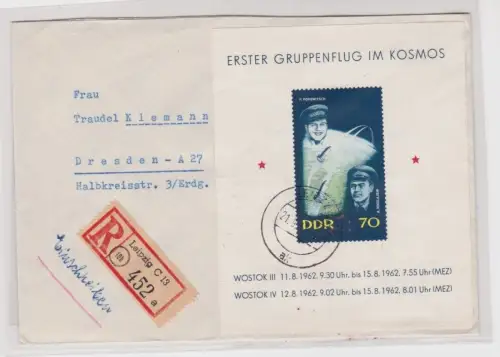 Frau
Traudel Klemann
Dresden-A 27
Halbkreisstr. 3/Erdg.
R
Leipzig C 13
452
a
Einschreiben
ERSTER GRUPPENFLUG IM KOSMOS
DDR 70
WOSTOK III 11.8.1962. 9.30 Uhr. bis 15.8.1962. 7.55 Uhr (MEZ)
WOSTOK IV 12.8.1962. 9.02 Uhr bis 15.8.1962. 8.01 Uhr (MEZ)